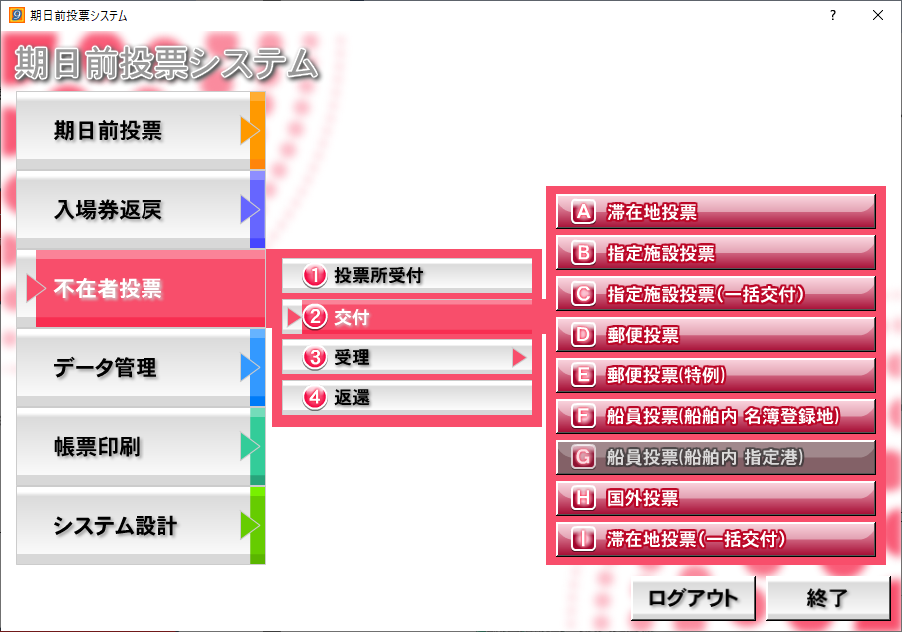 期日前投票システム
?
期日前投票システム
期日前投票
入場券返戻
不在者投票
データ管理
帳票印刷
システム設計
1 投票所受付
2 交付
3 受理
4 返還
A 滞在地投票
B 指定施設投票
C 指定施設投票(一括交付)
D 郵便投票
E 郵便投票(特例)
F 船員投票(船舶内 名簿登録地)
G 船員投票(船舶内 指定港)
H 国外投票
I 滞在地投票(一括交付)
ログアウト
終了